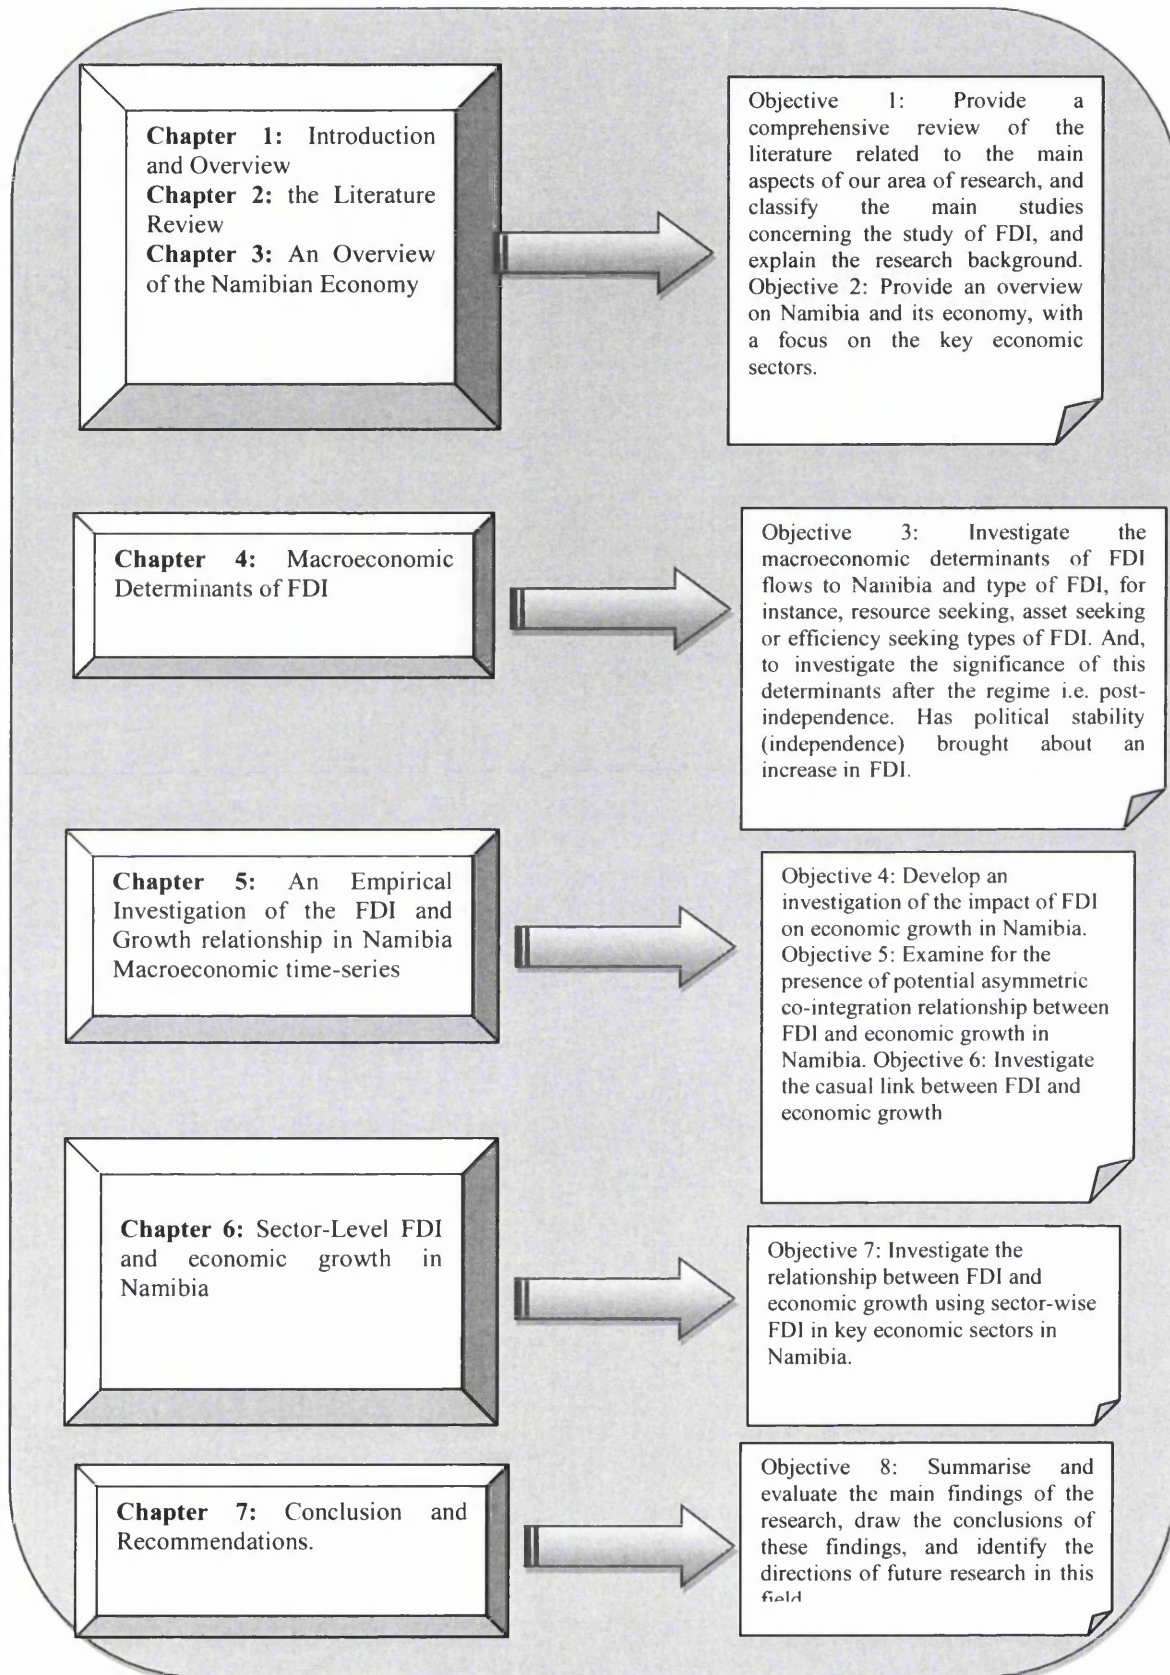 Chapter 1: Introduction
and Overview
Chapter 2: the Literature
Review
Chapter 3: An Overview
of the Namibian Economy
Objective 1: Provide a
comprehensive review of the
literature related to the main
aspects of our area of research, and
classify the main studies
concerning the study of FDI, and
explain the research background.
Objective 2: Provide an overview
on Namibia and its economy, with
a focus on the key economic
sectors.
Chapter 4: Macroeconomic
Determinants of FDI
Objective 3: Investigate the
macroeconomic determinants of FDI
flows to Namibia and type of FDI, for
instance, resource seeking, asset seeking
or efficiency seeking types of FDI. And,
to investigate the significance of this
determinants after the regime i.e. post-
independence. Has political stability
(independence) brought about an
increase in FDI.
Chapter 5: An Empirical
Investigation of the FDI and
Growth relationship in Namibia
Macroeconomic time-series
Objective 4: Develop an
investigation of the impact of FDI
on economic growth in Namibia.
Objective 5: Examine for the
presence of potential asymmetric
co-integration relationship between
FDI and economic growth in
Namibia. Objective 6: Investigate
the casual link between FDI and
economic growth
Chapter 6: Sector-Level FDI
and economic growth in
Namibia
Objective 7: Investigate the
relationship between FDI and
economic growth using sector-wise
FDI in key economic sectors in
Namibia.
Chapter 7: Conclusion and
Recommendations.
Objective 8: Summarise and
evaluate the main findings of the
research, draw the conclusions of
these findings, and identify the
directions of future research in this
field